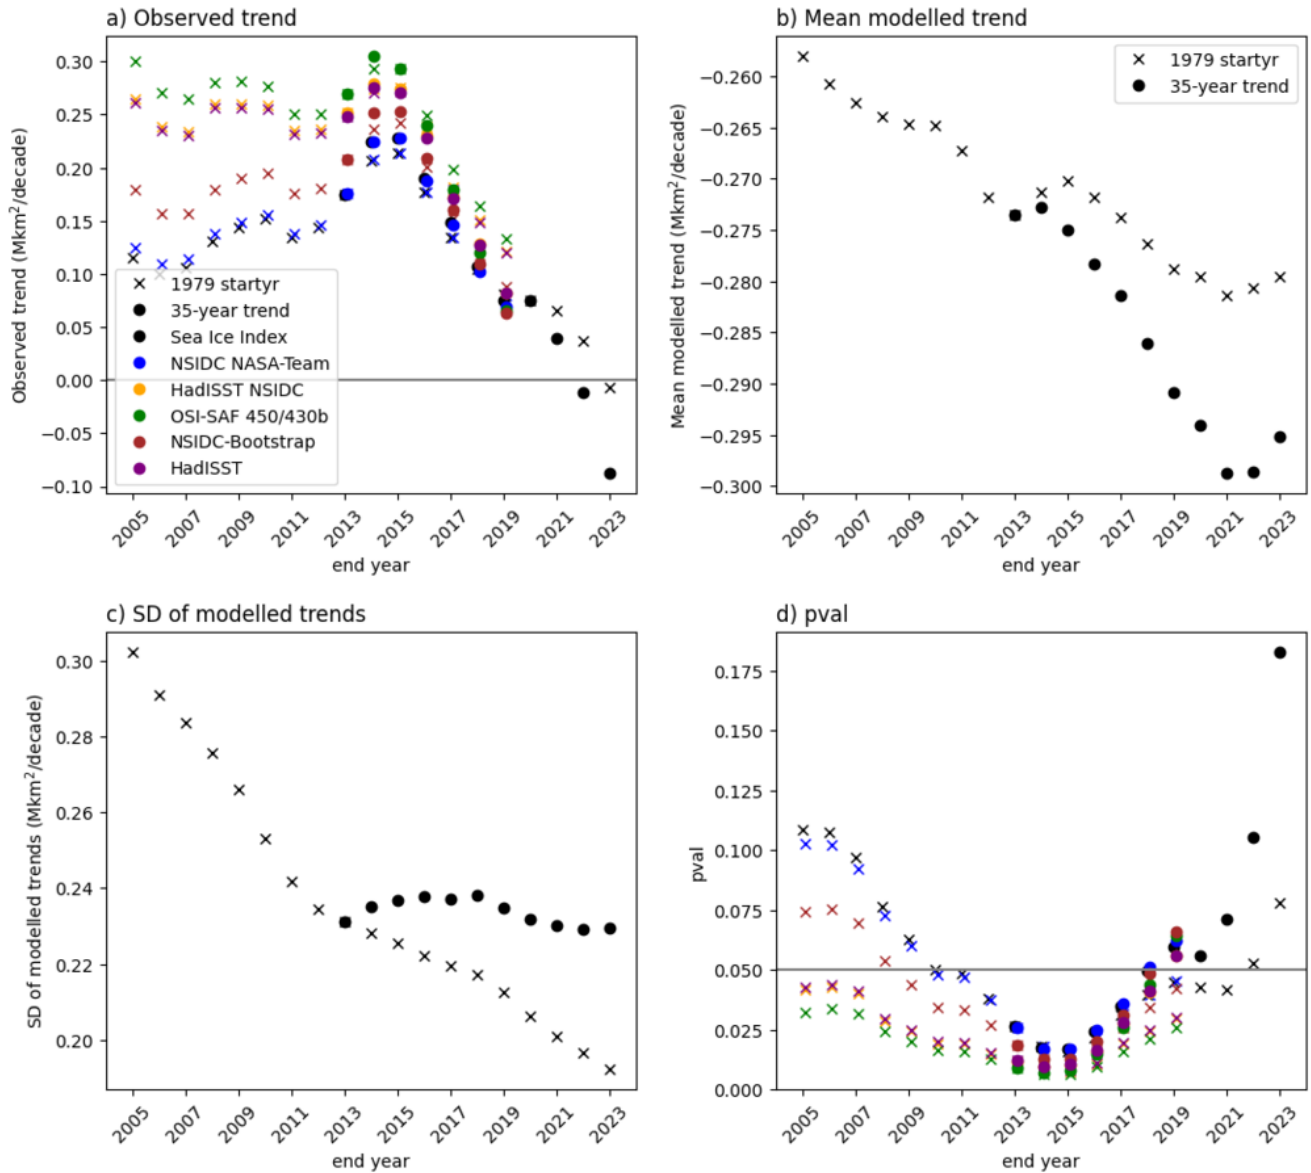 a) Observed trend
0.30
0.25
0.20
0.15
0.10
0.05
0.00
−0.05
−0.10
Observed trend (Mkm²/decade)
1979 startyr
35-year trend
Sea Ice Index
NSIDC NASA-Team
HadISST NSIDC
OSI-SAF 450/430b
NSIDC-Bootstrap
HadISST
2005 2007 2009 2011 2013 2015 2017 2019 2021 2023
end year
b) Mean modelled trend
−0.260
−0.265
−0.270
−0.275
−0.280
−0.285
−0.290
−0.295
−0.300
Mean modelled trend (Mkm²/decade)
1979 startyr
35-year trend
2005 2007 2009 2011 2013 2015 2017 2019 2021 2023
end year
c) SD of modelled trends
0.30
0.28
0.26
0.24
0.22
0.20
SD of modelled trends (Mkm²/decade)
2005 2007 2009 2011 2013 2015 2017 2019 2021 2023
end year
d) pval
0.175
0.150
0.125
0.100
0.075
0.050
0.025
0.000
pval
2005 2007 2009 2011 2013 2015 2017 2019 2021 2023
end year